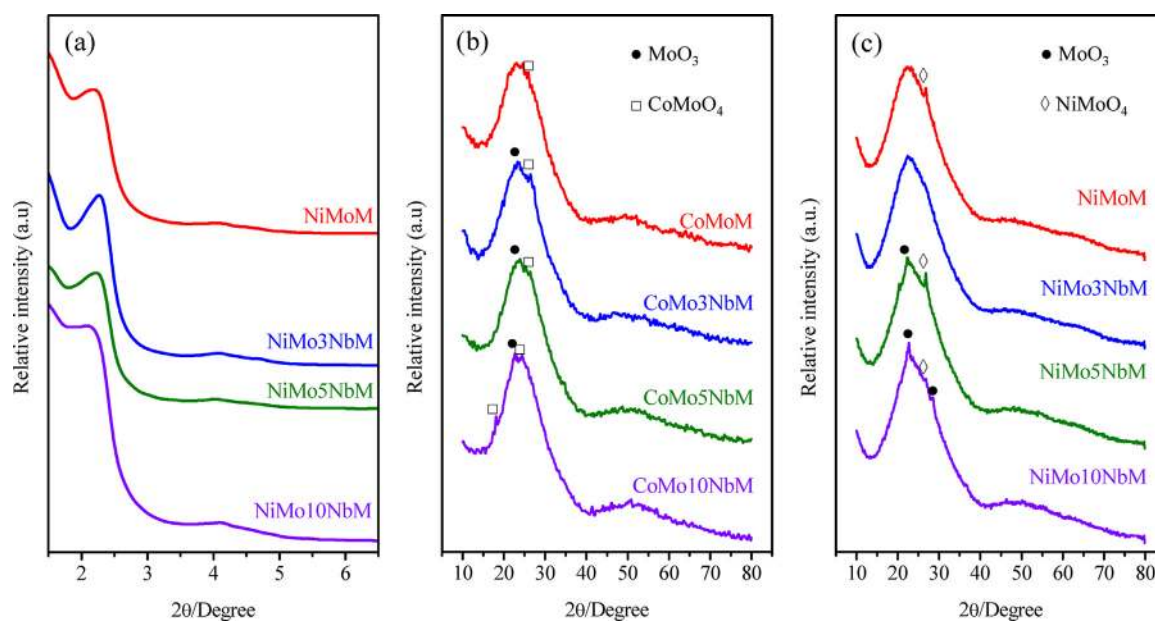 (a)
NiMoM
NiMo3NbM
NiMo5NbM
NiMo10NbM
2 3 4 5 6
2θ/Degree
Relative intensity (a.u)
(b)
● MoO₃
□ CoMoO₄
CoMoM
CoMo3NbM
CoMo5NbM
CoMo10NbM
10 20 30 40 50 60 70 80
2θ/Degree
Relative intensity (a.u)
(c)
● MoO₃
◊ NiMoO₄
NiMoM
NiMo3NbM
NiMo5NbM
NiMo10NbM
10 20 30 40 50 60 70 80
2θ/Degree
Relative intensity (a.u.)